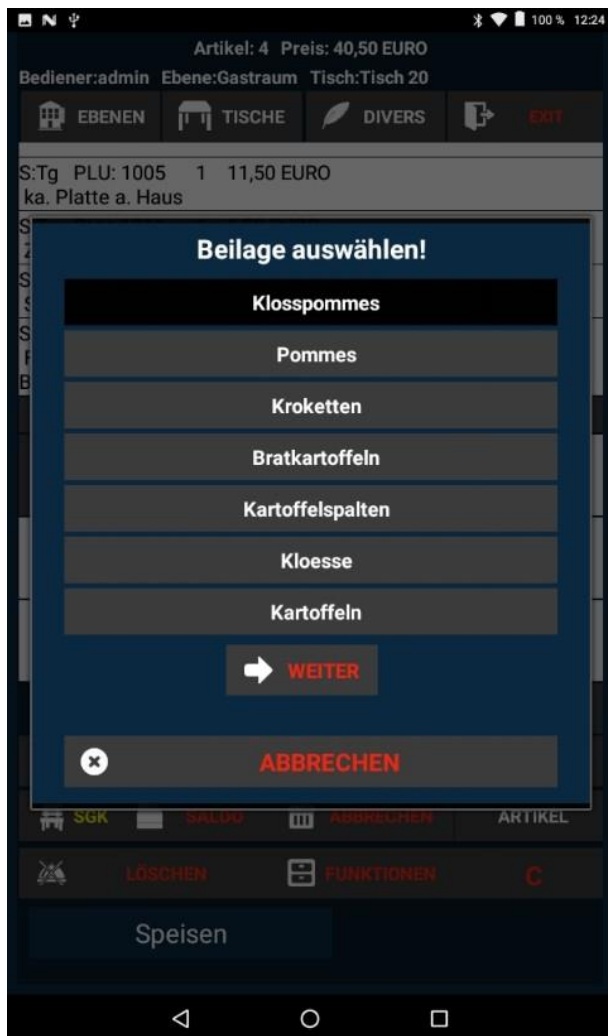 100 % 12:24
Artikel: 4 Preis: 40,50 EURO
Bediener:admin Ebene:Gastraum Tisch:Tisch 20
EBENEN TISCHE DIVERS EXIT
S:Tg PLU: 1005 1 11,50 EURO
ka. Platte a. Haus
Beilage auswählen!
Klosspommes
Pommes
Kroketten
Bratkartoffeln
Kartoffelspalten
Kloesse
Kartoffeln
WEITER
ABBRECHEN
SGK SALDO ABBRECHEN ARTIKEL
LÖSCHEN FUNKTIONEN C
Speisen